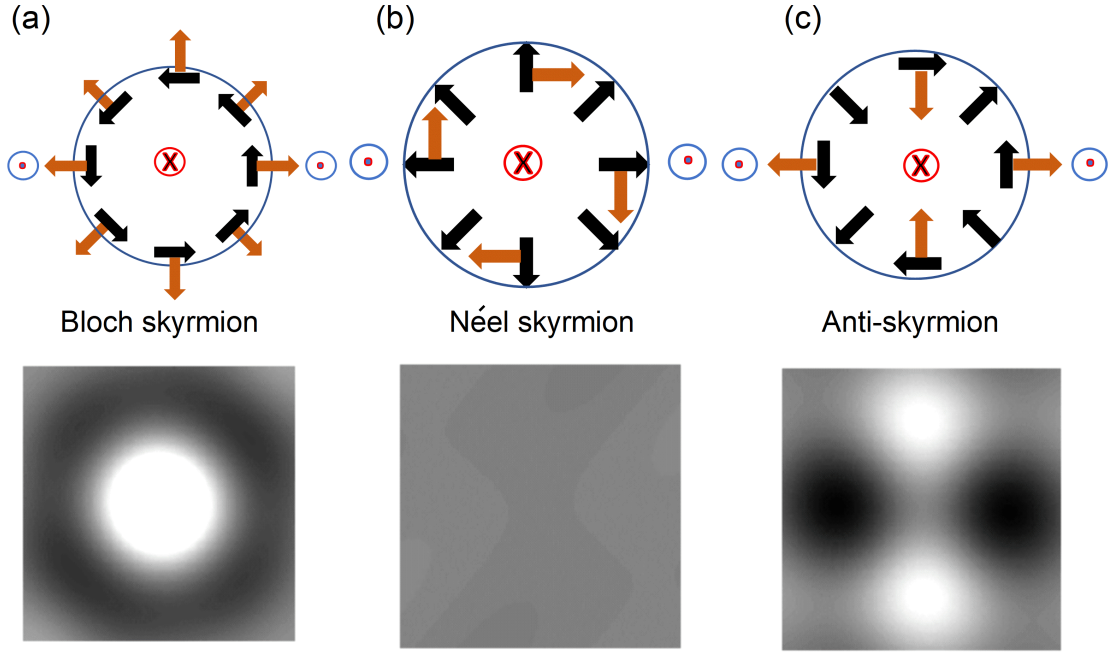 (a)
(b)
(c)
X
X
X
Bloch skyrmion
Néel skyrmion
Anti-skyrmion